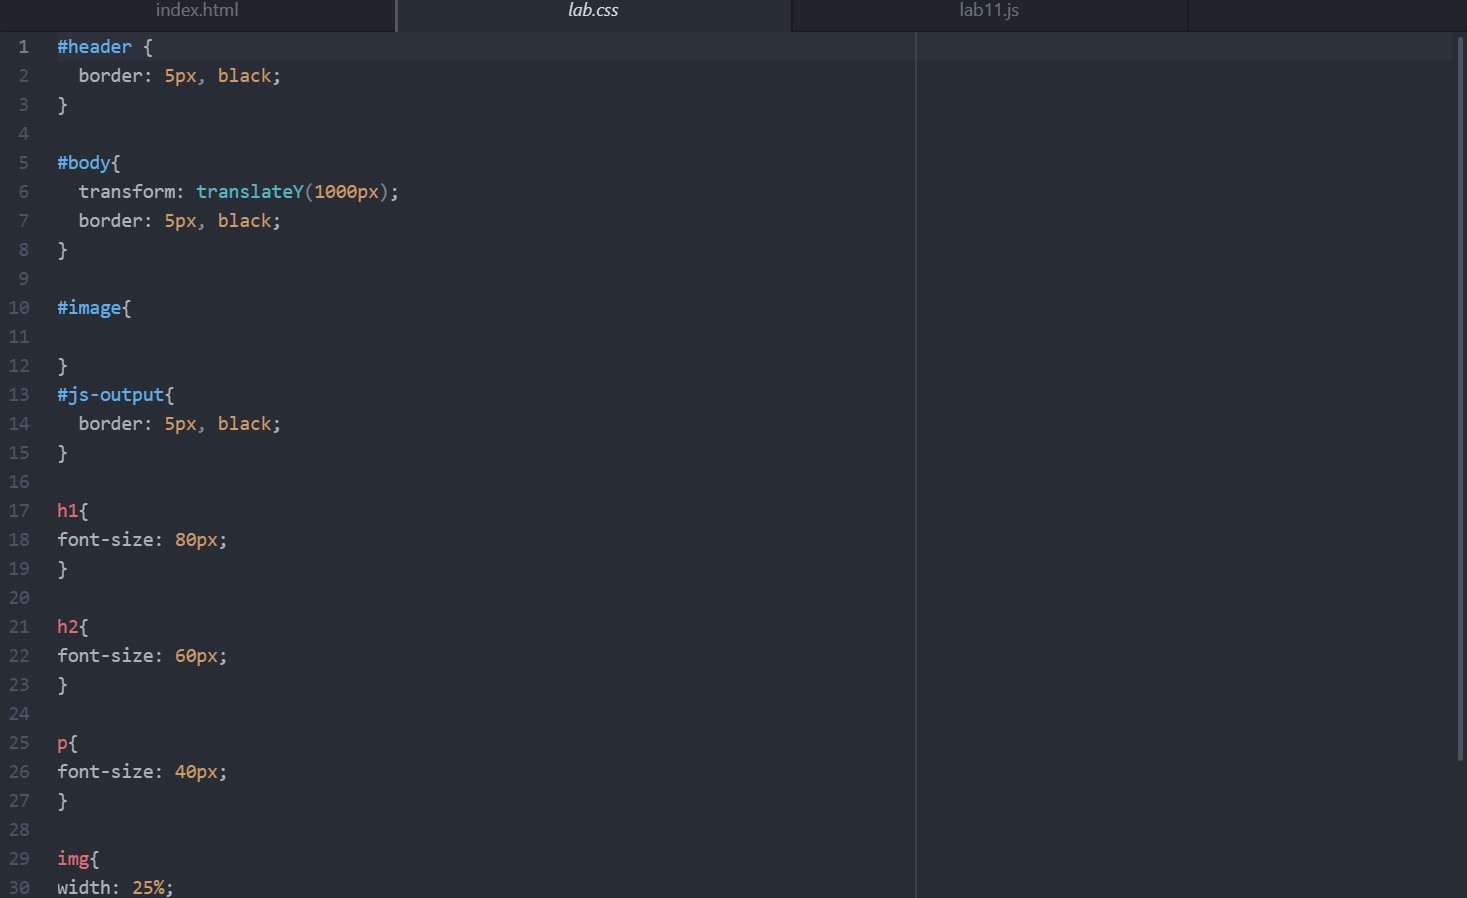 index.html lab.css lab11.js
1 #header {
2 border: 5px, black;
3 }
4
5 #body{
6 transform: translateY(1000px);
7 border: 5px, black;
8 }
9
10 #image{
11
12 }
13 #js-output{
14 border: 5px, black;
15 }
16
17 h1{
18 font-size: 80px;
19 }
20
21 h2{
22 font-size: 60px;
23 }
24
25 p{
26 font-size: 40px;
27 }
28
29 img{
30 width: 25%;